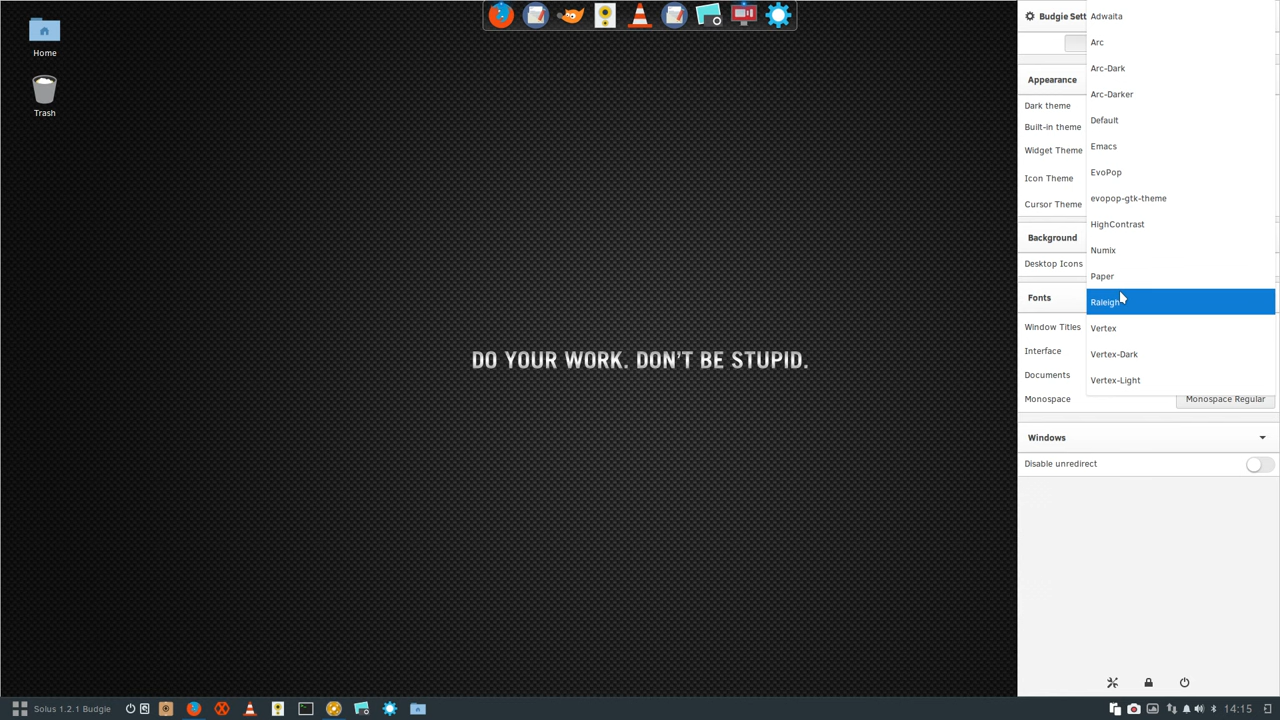 Home
Trash
DO YOUR WORK. DON'T BE STUPID.
Budgie Sett
Appearance
Dark theme
Built-in theme
Widget Theme
Icon Theme
Cursor Theme
Background
Desktop Icons
Fonts
Window Titles
Interface
Documents
Monospace
Monospace Regular
Adwaita
Arc
Arc-Dark
Arc-Darker
Default
Emacs
EvoPop
evopop-gtk-theme
HighContrast
Numix
Paper
Raleigh
Vertex
Vertex-Dark
Vertex-Light
Windows
Disable unredirect
Solus 1.2.1 Budgie
14:15